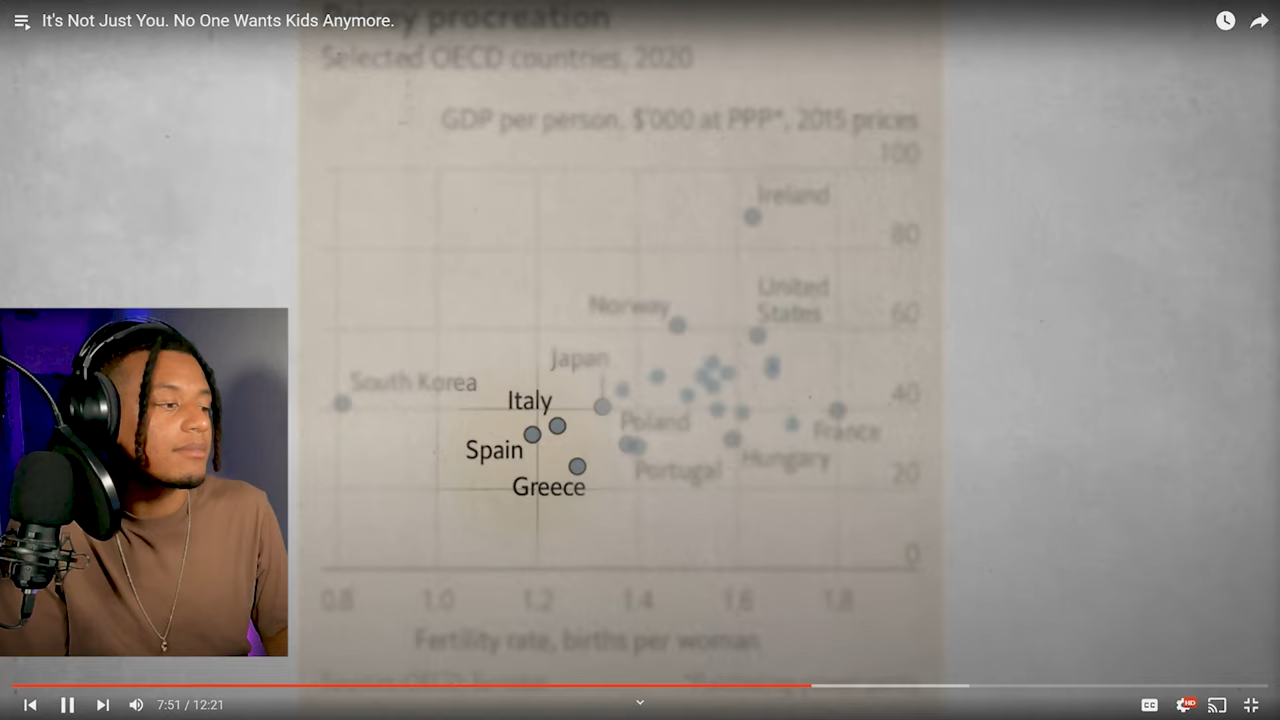 It's Not Just You. No One Wants Kids Anymore.
procreation
Selected OECD countries, 2020
GDP per person, $'000 at PPP*, 2015 prices
100
Ireland
80
United
States
Norway
60
Japan
South Korea
40
Italy
Poland
France
Spain
Hungary
Portugal
20
Greece
0
0.8 1.0 1.2 1.4 1.6 1.8
Fertility rate, births per woman
7:51 / 12:21
CC
HD